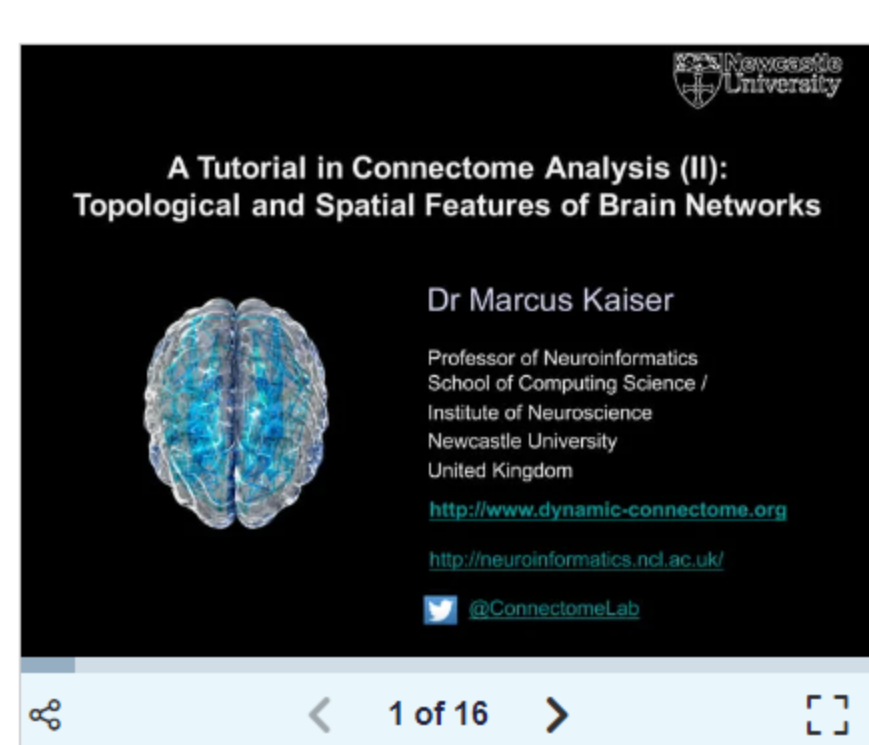 Newcastle
University
A Tutorial in Connectome Analysis (II):
Topological and Spatial Features of Brain Networks
Dr Marcus Kaiser
Professor of Neuroinformatics
School of Computing Science /
Institute of Neuroscience
Newcastle University
United Kingdom
http://www.dynamic-connectome.org
http://neuroinformatics.ncl.ac.uk/
@ConnectomeLab
1 of 16